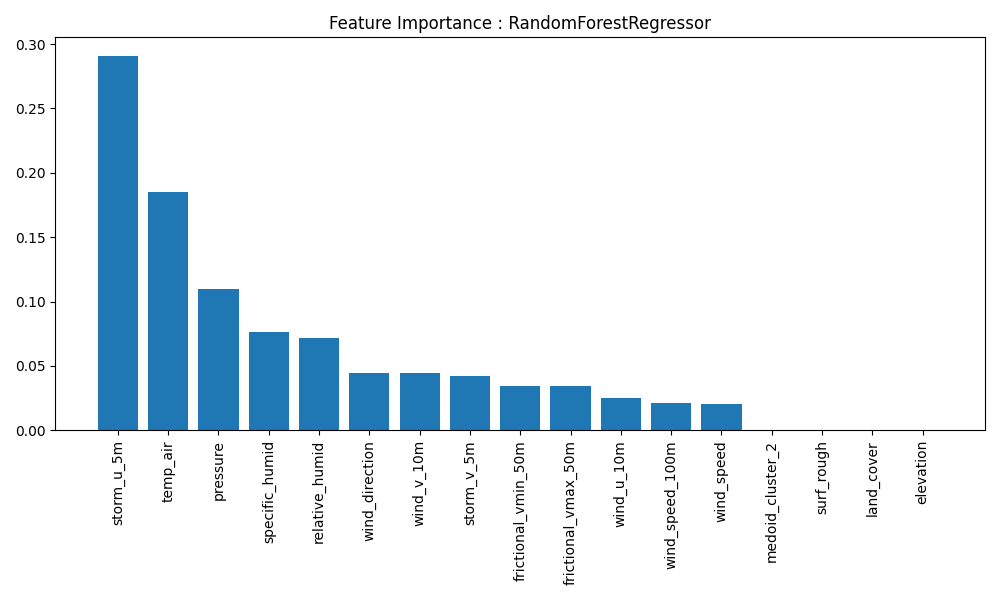 Feature Importance : RandomForestRegressor
0.30
0.25
0.20
0.15
0.10
0.05
0.00
storm_u_5m
temp_air
pressure
specific_humid
relative_humid
wind_direction
wind_v_10m
storm_v_5m
frictional_vmin_50m
frictional_vmax_50m
wind_u_10m
wind_speed_100m
wind_speed
medoid_cluster_2
surf_rough
land_cover
elevation